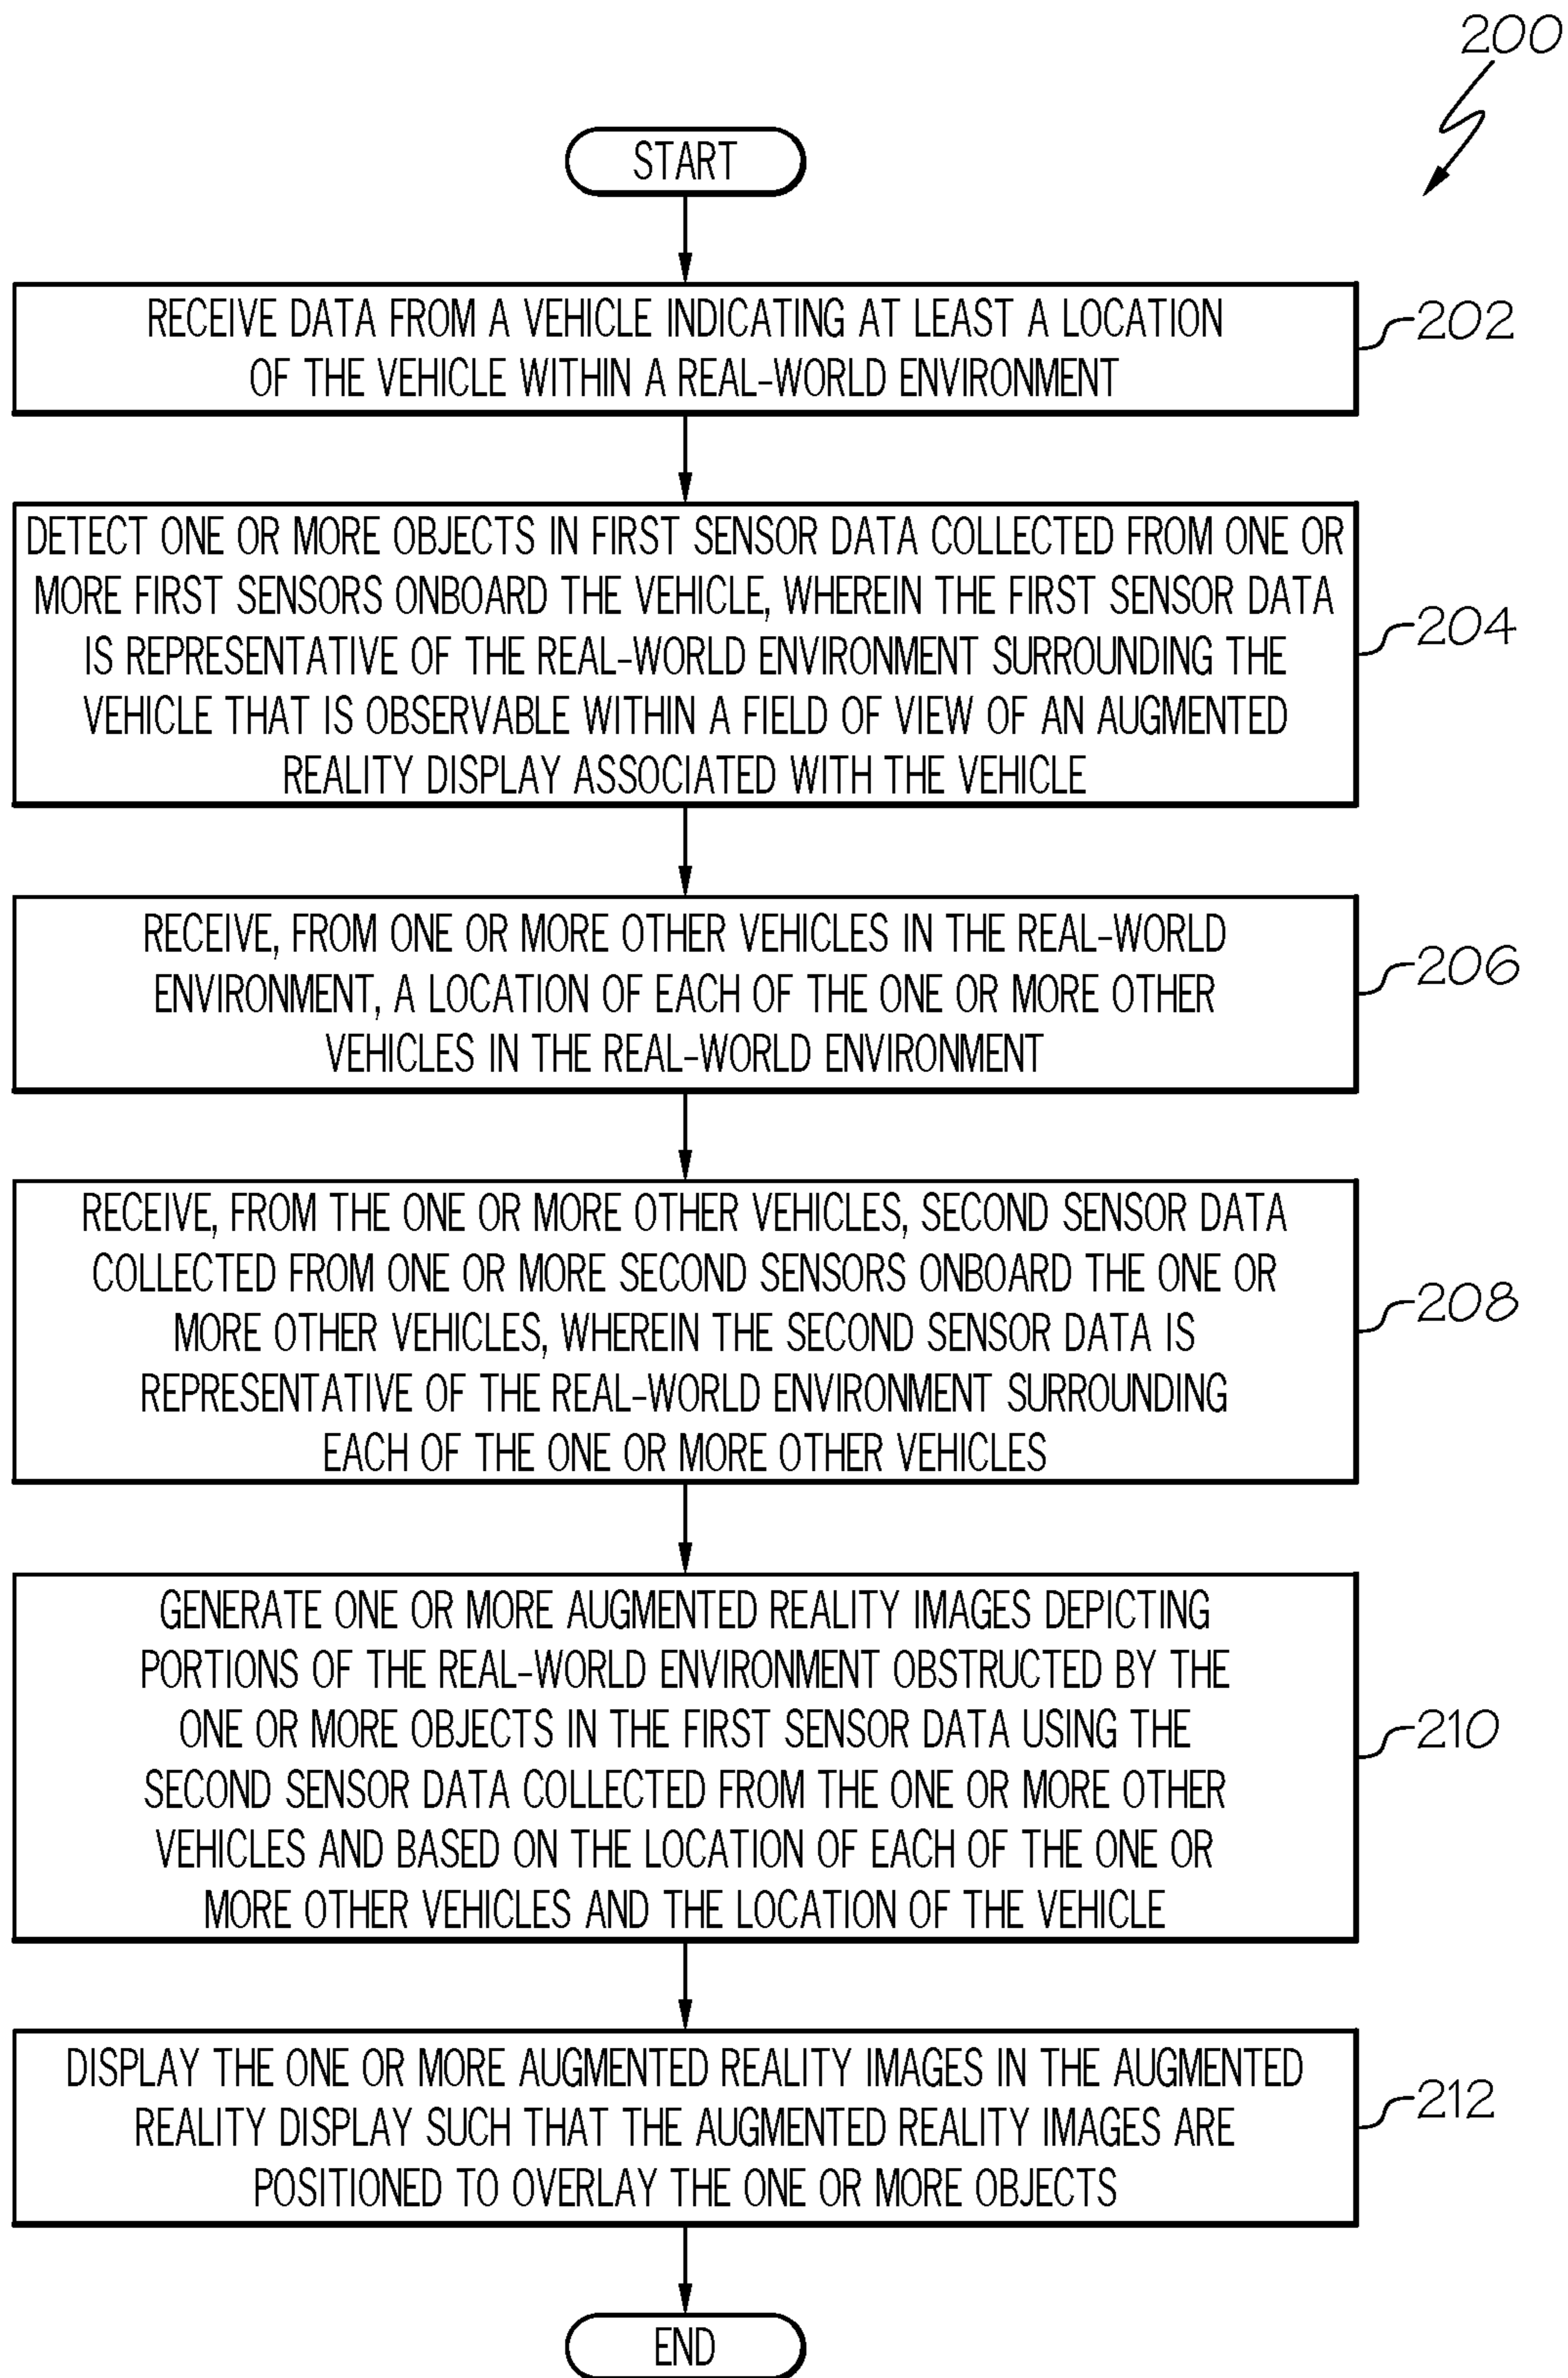 200
START
RECEIVE DATA FROM A VEHICLE INDICATING AT LEAST A LOCATION
OF THE VEHICLE WITHIN A REAL-WORLD ENVIRONMENT
202
DETECT ONE OR MORE OBJECTS IN FIRST SENSOR DATA COLLECTED FROM ONE OR
MORE FIRST SENSORS ONBOARD THE VEHICLE, WHEREIN THE FIRST SENSOR DATA
IS REPRESENTATIVE OF THE REAL-WORLD ENVIRONMENT SURROUNDING THE
VEHICLE THAT IS OBSERVABLE WITHIN A FIELD OF VIEW OF AN AUGMENTED
REALITY DISPLAY ASSOCIATED WITH THE VEHICLE
204
RECEIVE, FROM ONE OR MORE OTHER VEHICLES IN THE REAL-WORLD
ENVIRONMENT, A LOCATION OF EACH OF THE ONE OR MORE OTHER
VEHICLES IN THE REAL-WORLD ENVIRONMENT
206
RECEIVE, FROM THE ONE OR MORE OTHER VEHICLES, SECOND SENSOR DATA
COLLECTED FROM ONE OR MORE SECOND SENSORS ONBOARD THE ONE OR
MORE OTHER VEHICLES, WHEREIN THE SECOND SENSOR DATA IS
REPRESENTATIVE OF THE REAL-WORLD ENVIRONMENT SURROUNDING
EACH OF THE ONE OR MORE OTHER VEHICLES
208
GENERATE ONE OR MORE AUGMENTED REALITY IMAGES DEPICTING
PORTIONS OF THE REAL-WORLD ENVIRONMENT OBSTRUCTED BY THE
ONE OR MORE OBJECTS IN THE FIRST SENSOR DATA USING THE
SECOND SENSOR DATA COLLECTED FROM THE ONE OR MORE OTHER
VEHICLES AND BASED ON THE LOCATION OF EACH OF THE ONE OR
MORE OTHER VEHICLES AND THE LOCATION OF THE VEHICLE
210
DISPLAY THE ONE OR MORE AUGMENTED REALITY IMAGES IN THE AUGMENTED
REALITY DISPLAY SUCH THAT THE AUGMENTED REALITY IMAGES ARE
POSITIONED TO OVERLAY THE ONE OR MORE OBJECTS
212
END